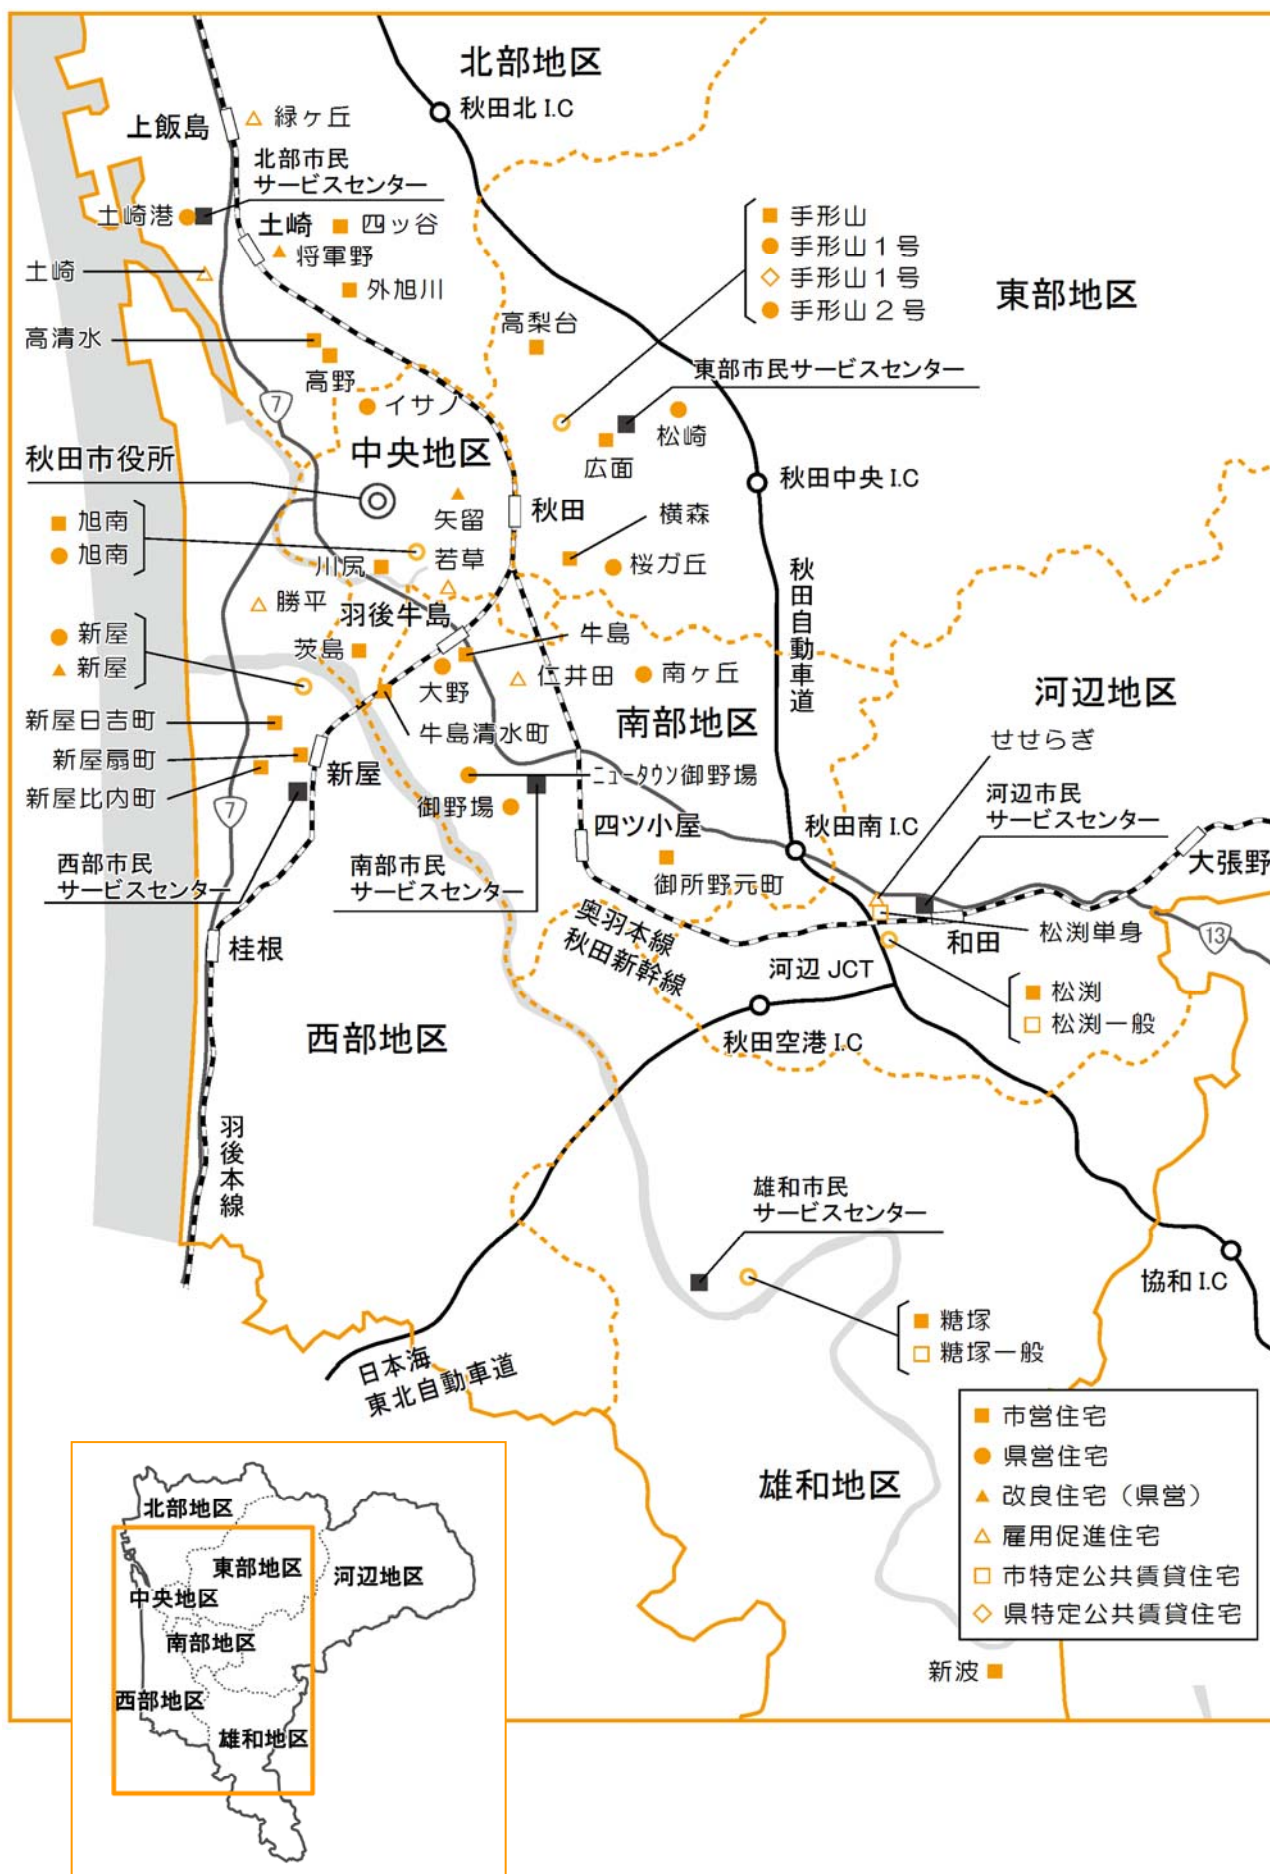 北部地区
秋田北 I.C
上飯島
緑ヶ丘
北部市民
サービスセンター
土崎港
土崎
四ッ谷
将軍野
土崎
外旭川
手形山
手形山１号
手形山１号
手形山２号
東部地区
高清水
高野
高梨台
東部市民サービスセンター
7
イサノ
松崎
広面
中央地区
秋田市役所
秋田中央 I.C
矢留
秋田
横森
旭南
旭南
若草
川尻
桜ガ丘
秋田自動車道
勝平
羽後牛島
牛島
茨島
新屋
新屋
大野
仁井田
南ヶ丘
河辺地区
新屋日吉町
牛島清水町
南部地区
せせらぎ
新屋扇町
新屋
ニュータウン御野場
河辺市民
サービスセンター
新屋比内町
7
御野場
四ツ小屋
秋田南 I.C
西部市民
サービスセンター
南部市民
サービスセンター
御所野元町
大張野
奥羽本線
秋田新幹線
和田
松渕単身
13
桂根
河辺 JCT
松渕
松渕一般
西部地区
秋田空港 I.C
羽後本線
雄和市民
サービスセンター
協和 I.C
糠塚
糠塚一般
日本海
東北自動車道
市営住宅
県営住宅
改良住宅（県営）
雇用促進住宅
市特定公共賃貸住宅
県特定公共賃貸住宅
雄和地区
新波
北部地区
東部地区
河辺地区
中央地区
南部地区
西部地区
雄和地区